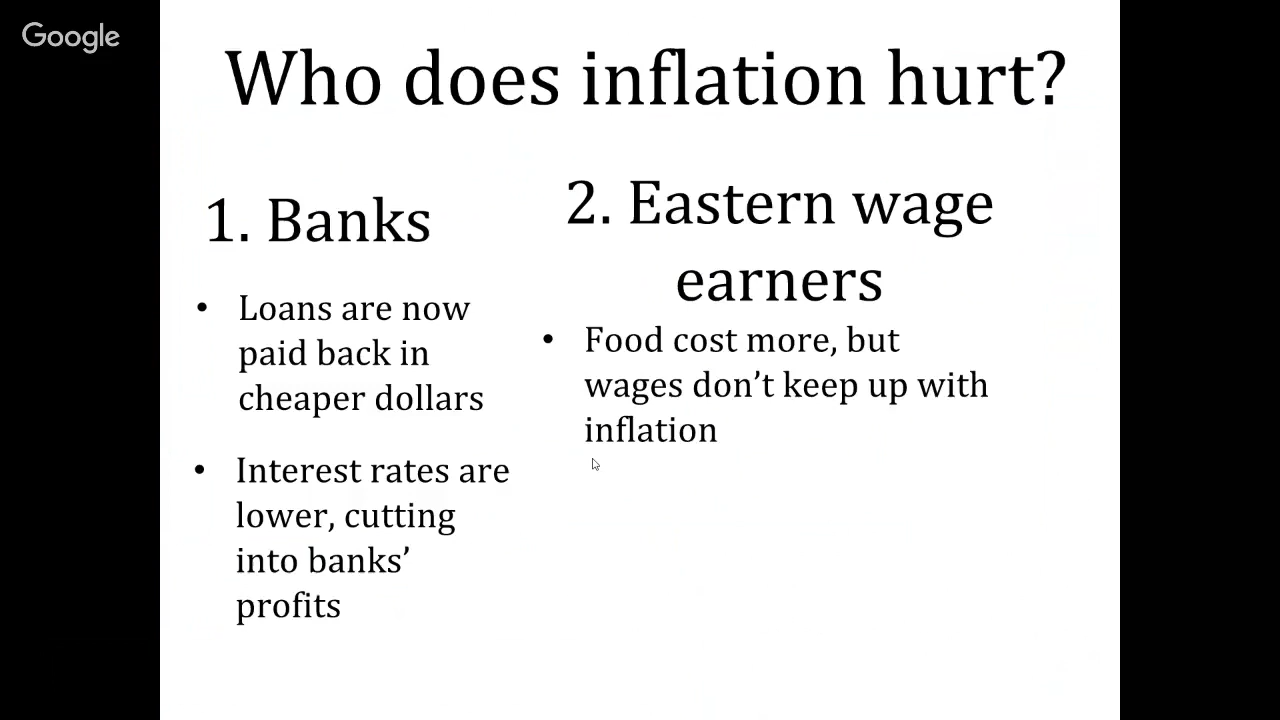 Google
Who does inflation hurt?
1. Banks
• Loans are now
paid back in
cheaper dollars
• Interest rates are
lower, cutting
into banks’
profits
2. Eastern wage
earners
• Food cost more, but
wages don’t keep up with
inflation